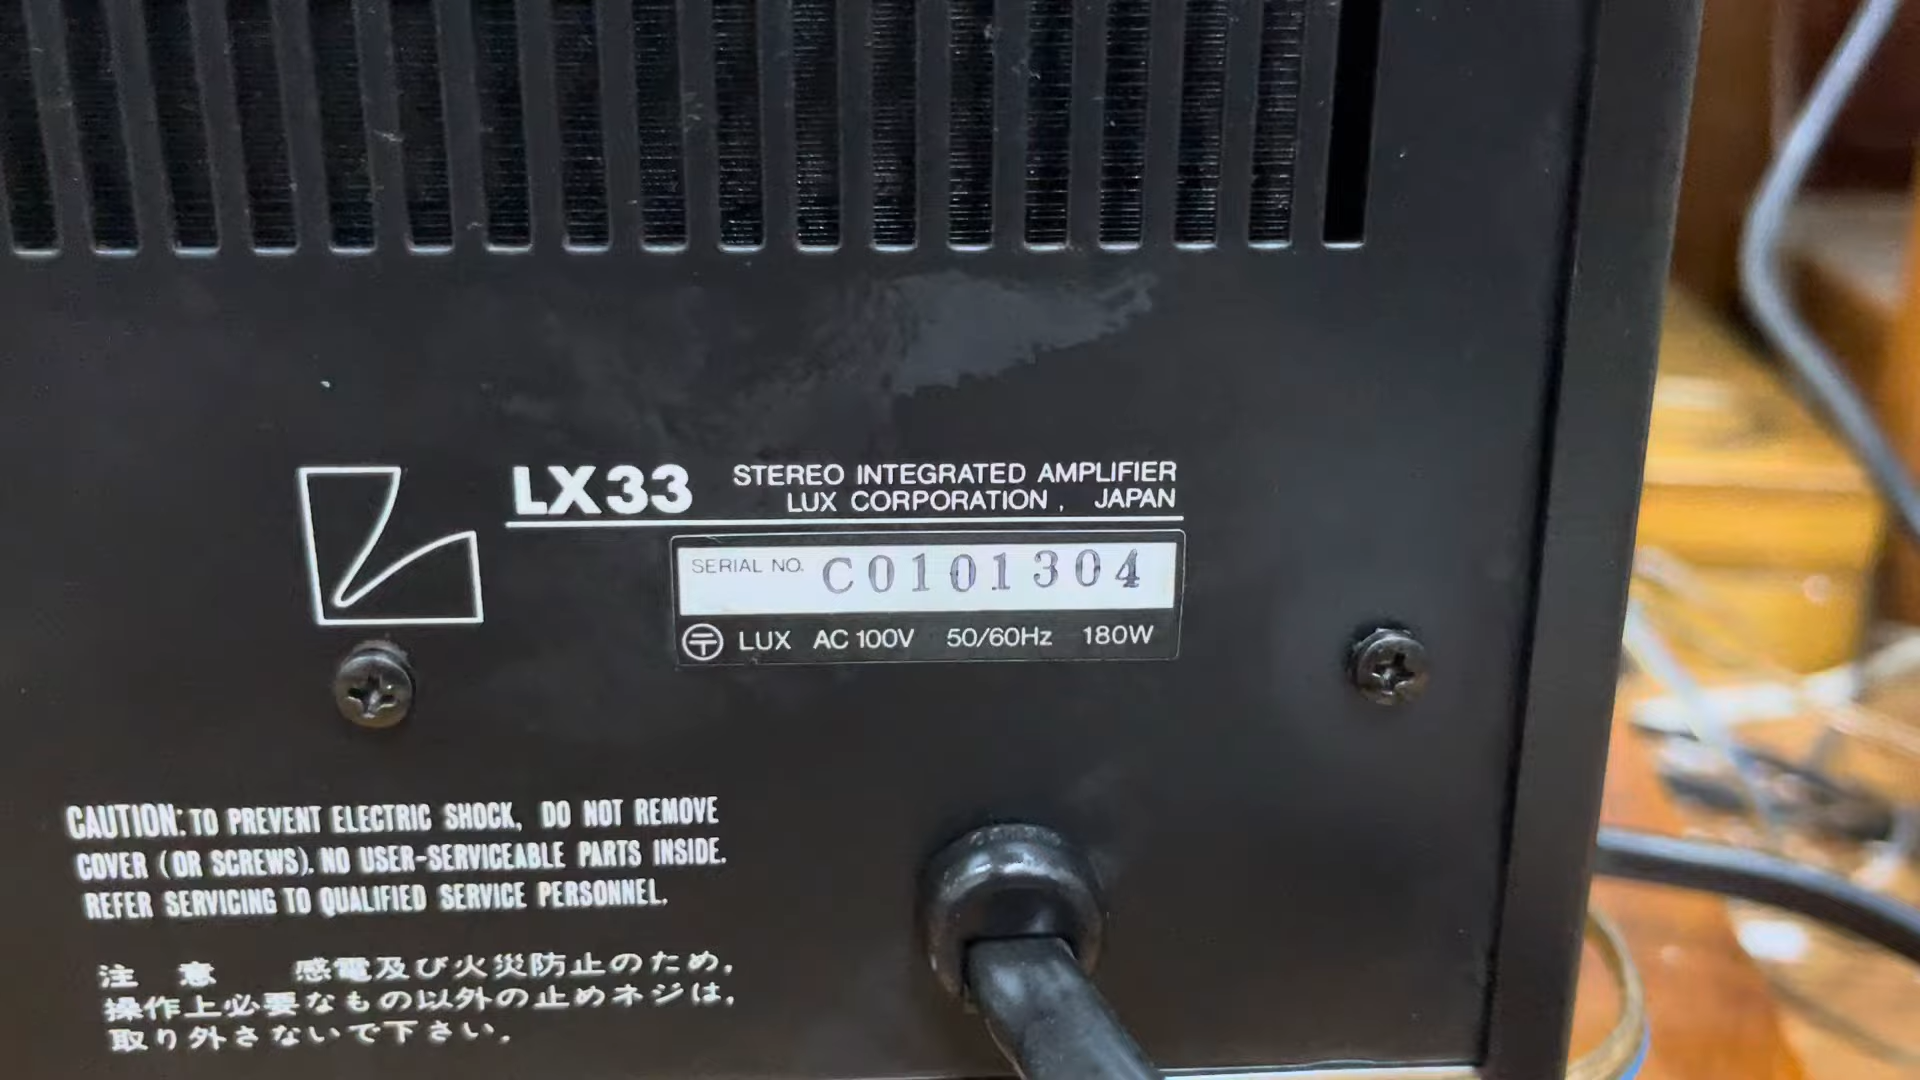 LX33
STEREO INTEGRATED AMPLIFIER
LUX CORPORATION, JAPAN
SERIAL NO. C0101304
LUX AC 100V 50/60Hz 180W
CAUTION: TO PREVENT ELECTRIC SHOCK, DO NOT REMOVE
COVER (OR SCREWS). NO USER-SERVICEABLE PARTS INSIDE.
REFER SERVICING TO QUALIFIED SERVICE PERSONNEL.
注 意 感電及び火災防止のため,
操作上必要なもの以外の止めネジは,
取り外さないで下さい.